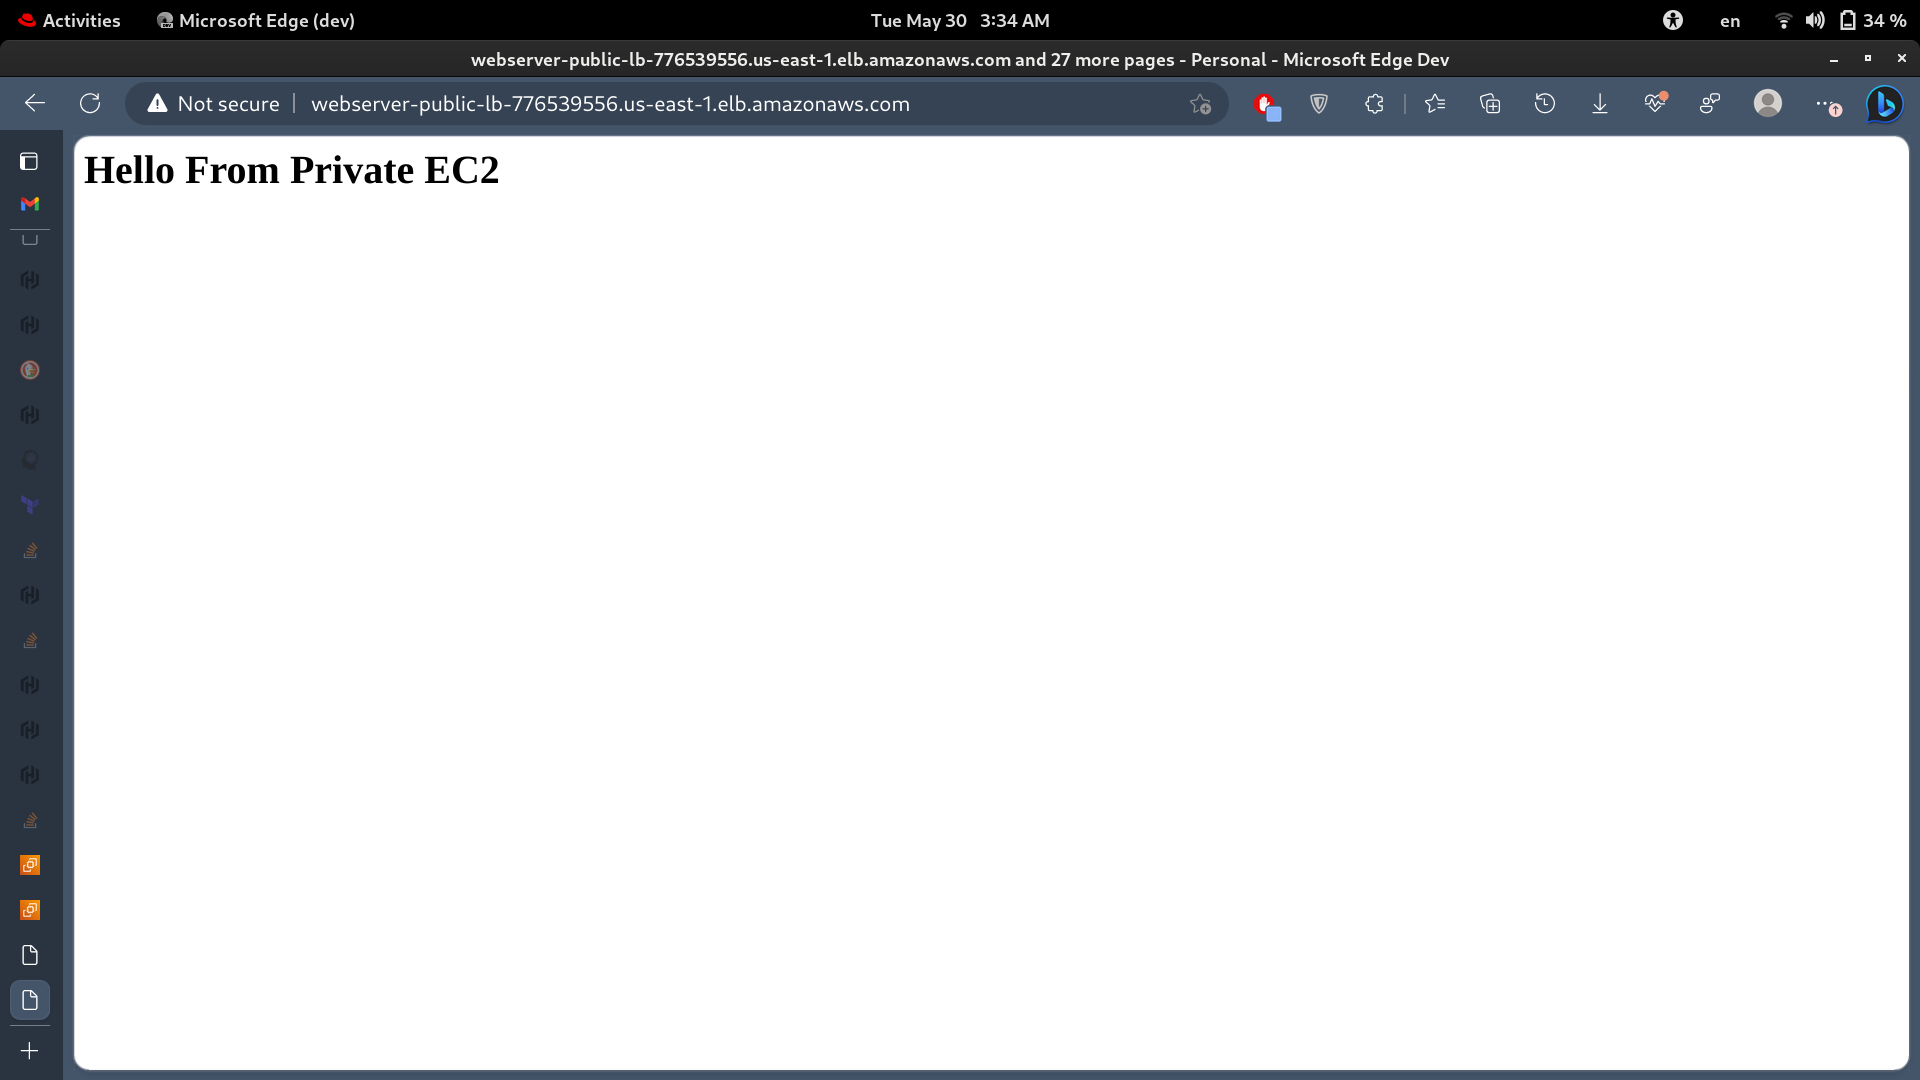 Activities Microsoft Edge (dev) Tue May 30 3:34 AM en 34 %
webserver-public-lb-776539556.us-east-1.elb.amazonaws.com and 27 more pages - Personal - Microsoft Edge Dev
Not secure webserver-public-lb-776539556.us-east-1.elb.amazonaws.com
Hello From Private EC2